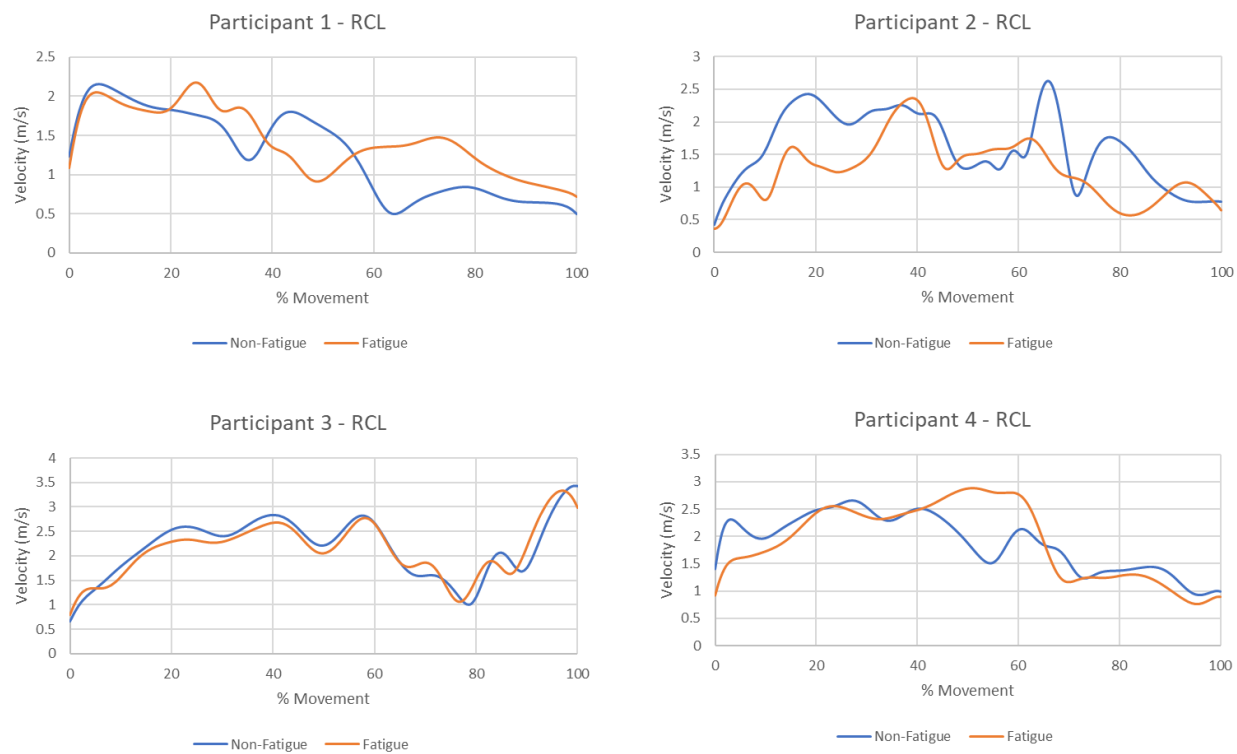 Participant 1 - RCL
2.5
2
1.5
1
0.5
0
Velocity (m/s)
0 20 40 60 80 100
% Movement
Non-Fatigue Fatigue
Participant 2 - RCL
3
2.5
2
1.5
1
0.5
0
Velocity (m/s)
0 20 40 60 80 100
% Movement
Non-Fatigue Fatigue
Participant 3 - RCL
4
3.5
3
2.5
2
1.5
1
0.5
0
Velocity (m/s)
0 20 40 60 80 100
% Movement
Non-Fatigue Fatigue
Participant 4 - RCL
3.5
3
2.5
2
1.5
1
0.5
0
Velocity (m/s)
0 20 40 60 80 100
% Movement
Non-Fatigue Fatigue